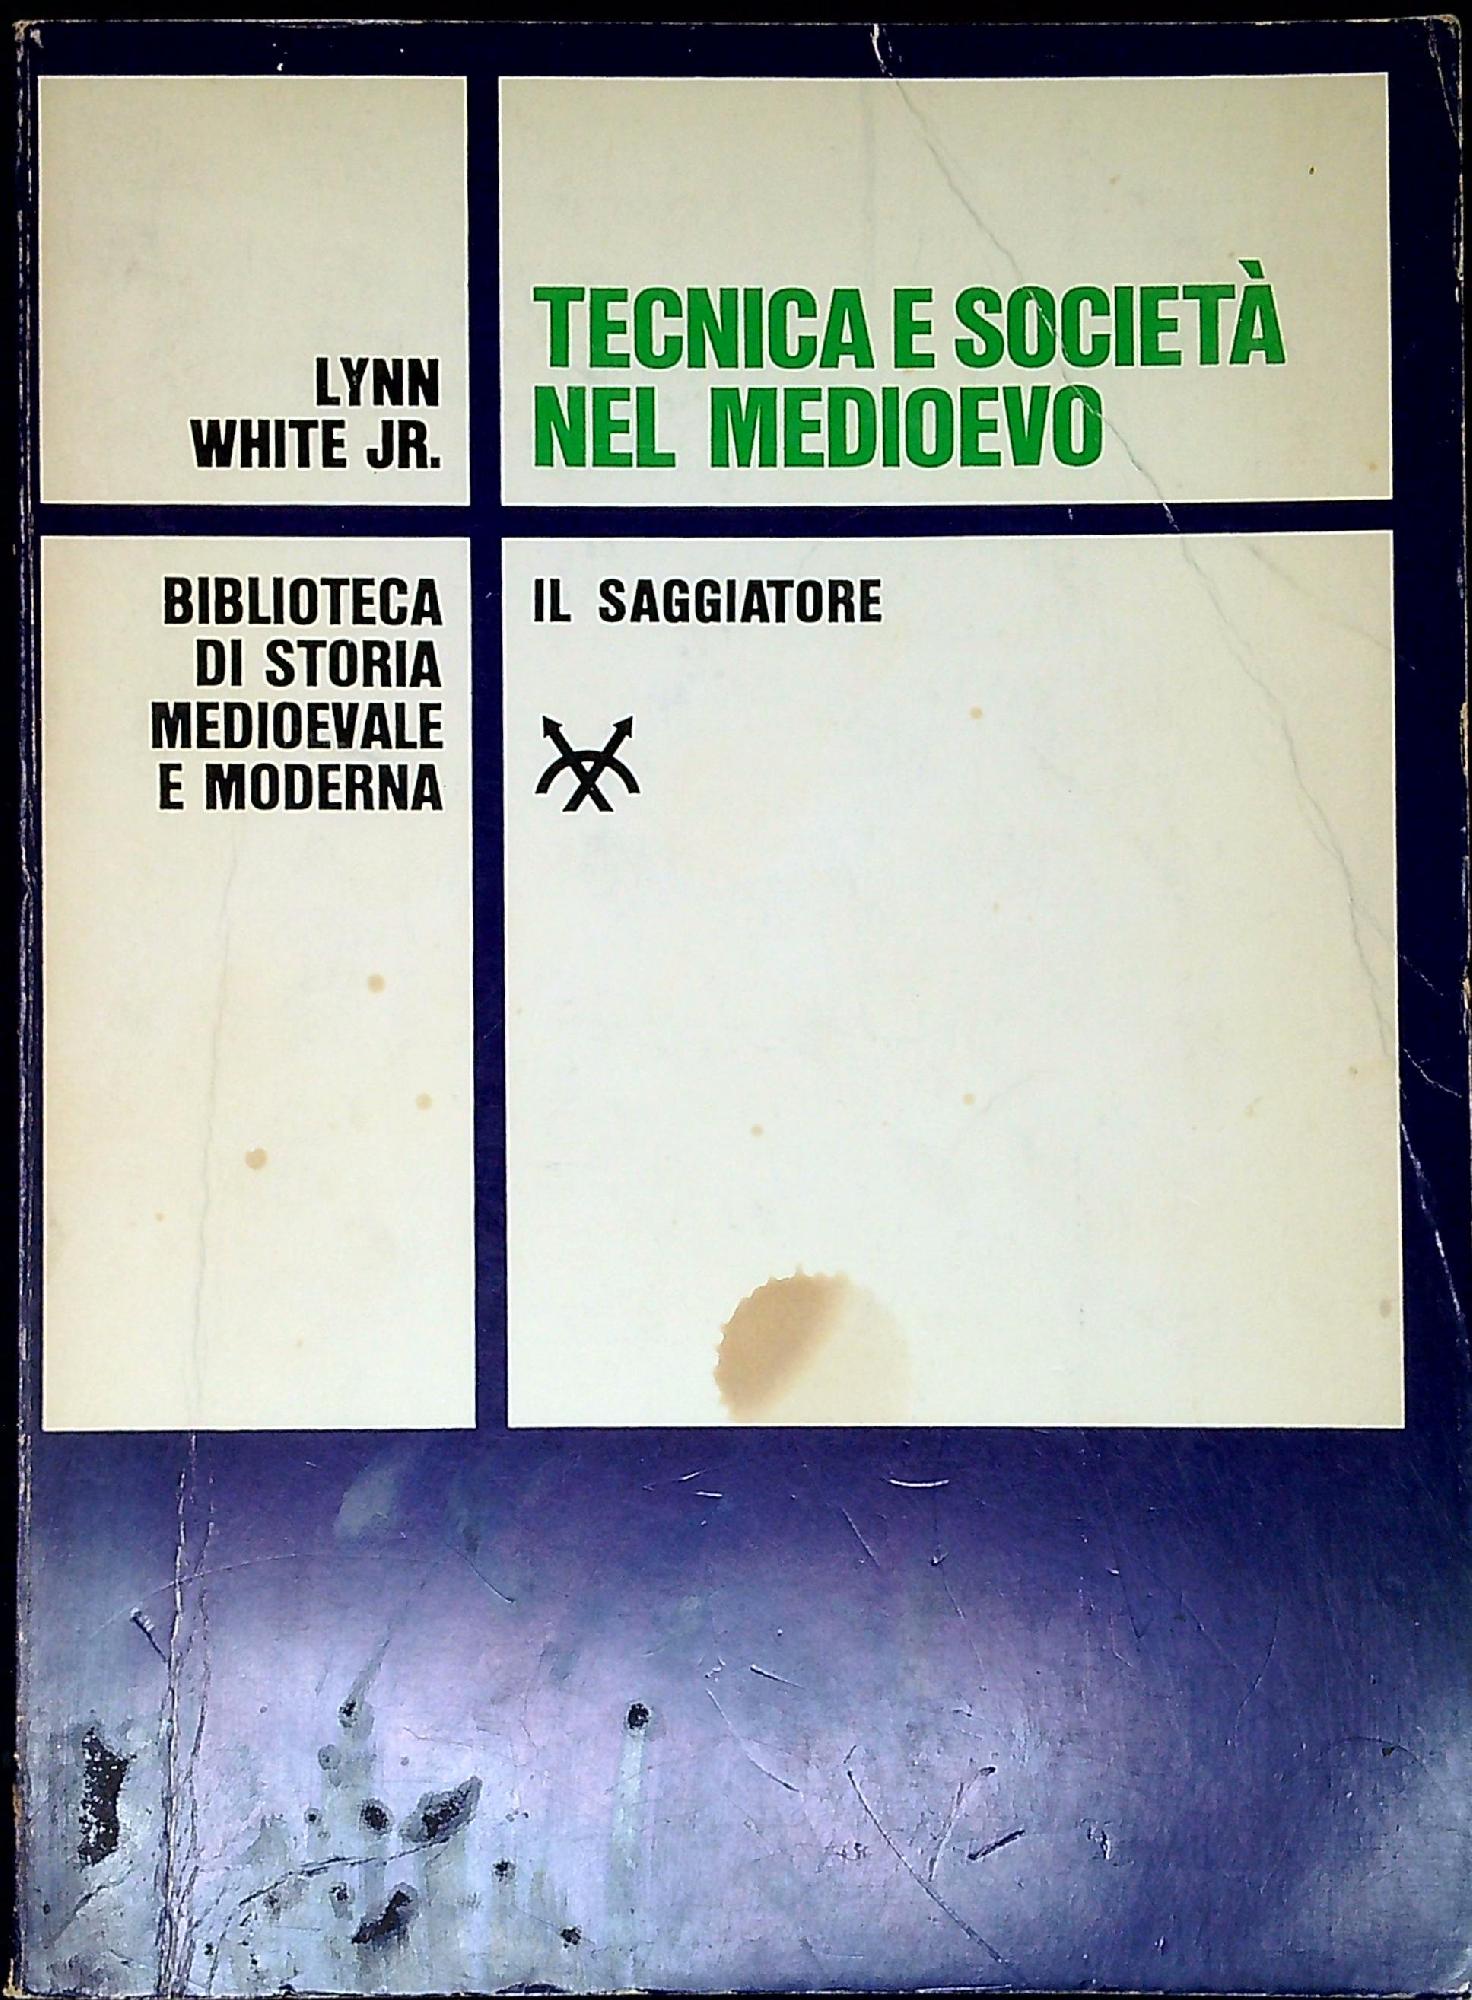 LYNN
WHITE JR.
TECNICA E SOCIETÀ
NEL MEDIOEVO
BIBLIOTECA
DI STORIA
MEDIOEVALE
E MODERNA
IL SAGGIATORE